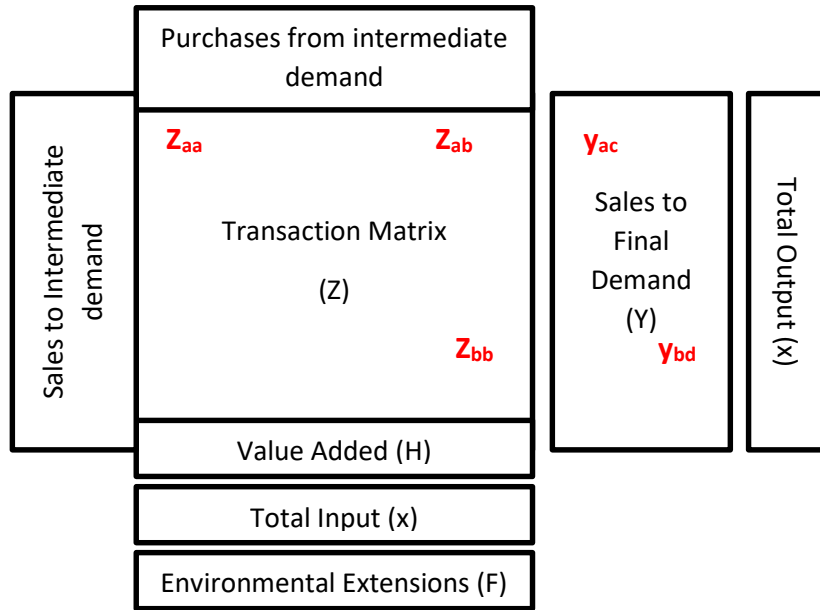 Purchases from intermediate
demand
Sales to Intermediate
demand
Zaa
Zab
Transaction Matrix
(Z)
Zbb
yac
Sales to
Final
Demand
(Y)
ybd
Total Output (x)
Value Added (H)
Total Input (x)
Environmental Extensions (F)